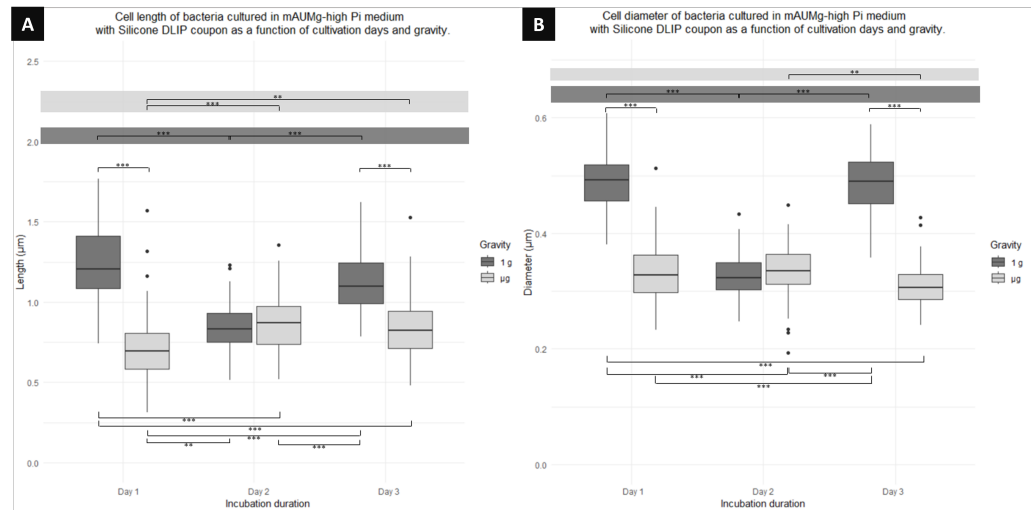 A
Cell length of bacteria cultured in mAUMg-high Pi medium
with Silicone DLIP coupon as a function of cultivation days and gravity.
2.5
**
***
***
***
2.0
***
***
1.5
Length (µm)
Gravity
1 g
µg
1.0
0.5
***
***
***
**
***
0.0
Day 1
Day 2
Day 3
Incubation duration
B
Cell diameter of bacteria cultured in mAUMg-high Pi medium
with Silicone DLIP coupon as a function of cultivation days and gravity.
**
***
***
***
***
0.6
0.4
Diameter (µm)
Gravity
1 g
µg
0.2
***
***
***
***
0.0
Day 1
Day 2
Day 3
Incubation duration